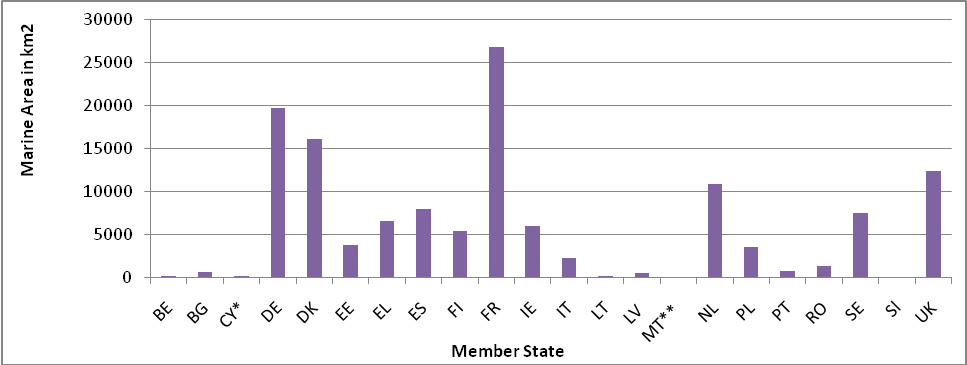 Marine Area in km2
30000
25000
20000
15000
10000
5000
0
BE BG CY* DE DK EE EL ES FI FR IE IT LT LV MT** NL PL PT RO SE SI UK
Member State